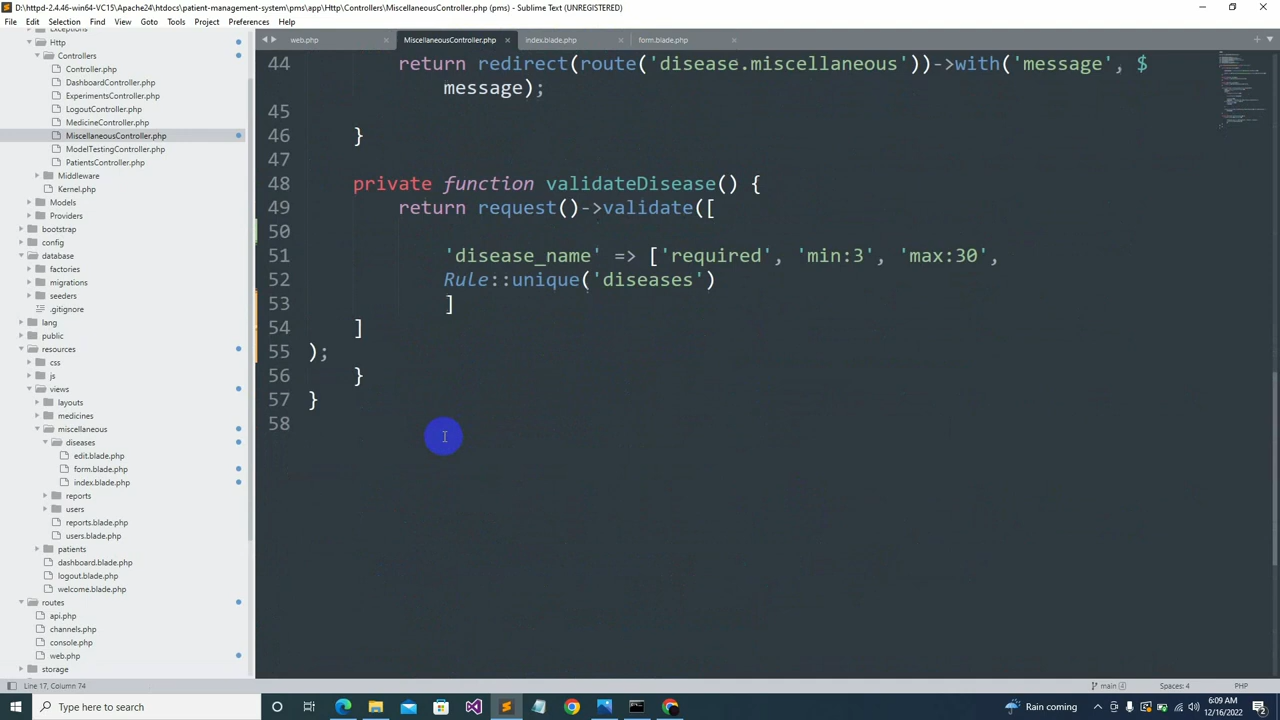 D:\httpd-2.4.46-win64-VC15\Apache24\htdocs\patient-management-system\pms\app\Http\Controllers\MiscellaneousController.php (pms) - Sublime Text (UNREGISTERED)
File Edit Selection Find View Goto Tools Project Preferences Help
Exceptions
Http
Controllers
Controller.php
DashboardController.php
ExperimentsController.php
LogoutController.php
MedicineController.php
MiscellaneousController.php
ModelTestingController.php
PatientsController.php
Middleware
Kernel.php
Models
Providers
bootstrap
config
database
factories
migrations
seeders
.gitignore
lang
public
resources
css
js
views
layouts
medicines
miscellaneous
diseases
edit.blade.php
form.blade.php
index.blade.php
reports
users
reports.blade.php
users.blade.php
patients
dashboard.blade.php
logout.blade.php
welcome.blade.php
routes
api.php
channels.php
console.php
web.php
storage
web.php MiscellaneousController.php index.blade.php form.blade.php
44 return redirect(route('disease.miscellaneous'))->with('message', $
message);
45
46 }
47
48 private function validateDisease() {
49 return request()->validate([
50
51 'disease_name' => ['required', 'min:3', 'max:30',
52 Rule::unique('diseases')
53 ]
54 ]
55 );
56 }
57 }
58
Line 17, Column 74 main 4 Spaces: 4 PHP
Type here to search Rain coming 6:09 AM
12/16/2022 2